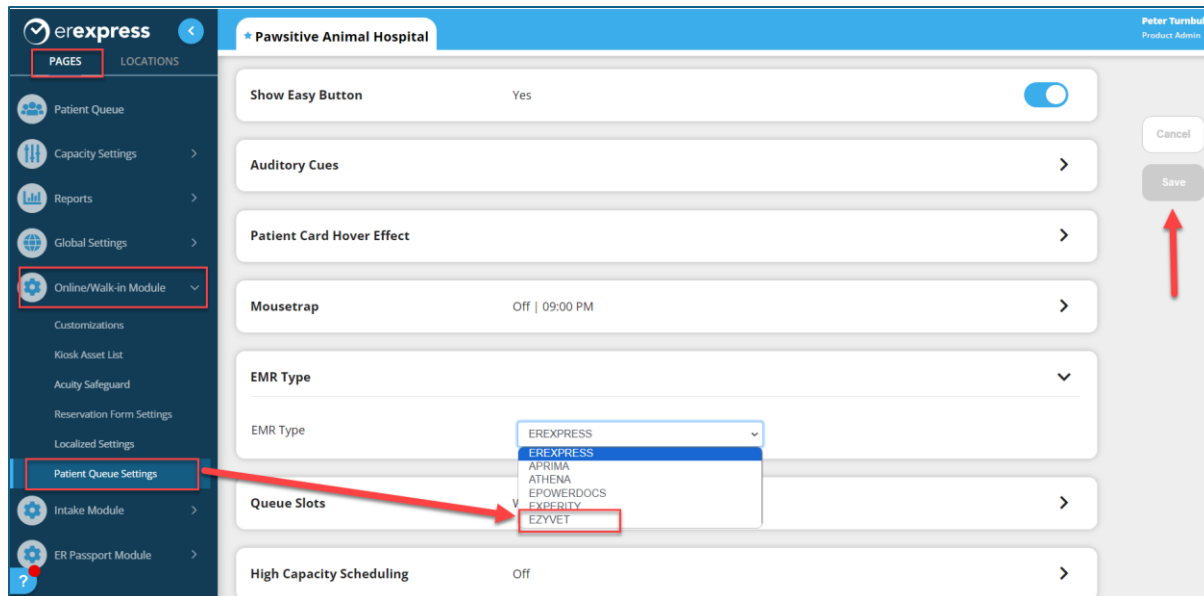 erexpress
PAGES LOCATIONS
Patient Queue
Capacity Settings
Reports
Global Settings
Online/Walk-in Module
Customizations
Kiosk Asset List
Acuity Safeguard
Reservation Form Settings
Localized Settings
Patient Queue Settings
Intake Module
ER Passport Module
?
Pawsitive Animal Hospital
Peter Turnbul
Product Admin
Show Easy Button Yes
Auditory Cues
Patient Card Hover Effect
Mousetrap Off | 09:00 PM
EMR Type
EMR Type EREXPRESS
EREXPRESS
APRIMA
ATHENA
EPOWERDOCS
EXPERITY
EZYVET
Queue Slots
High Capacity Scheduling Off
Cancel
Save